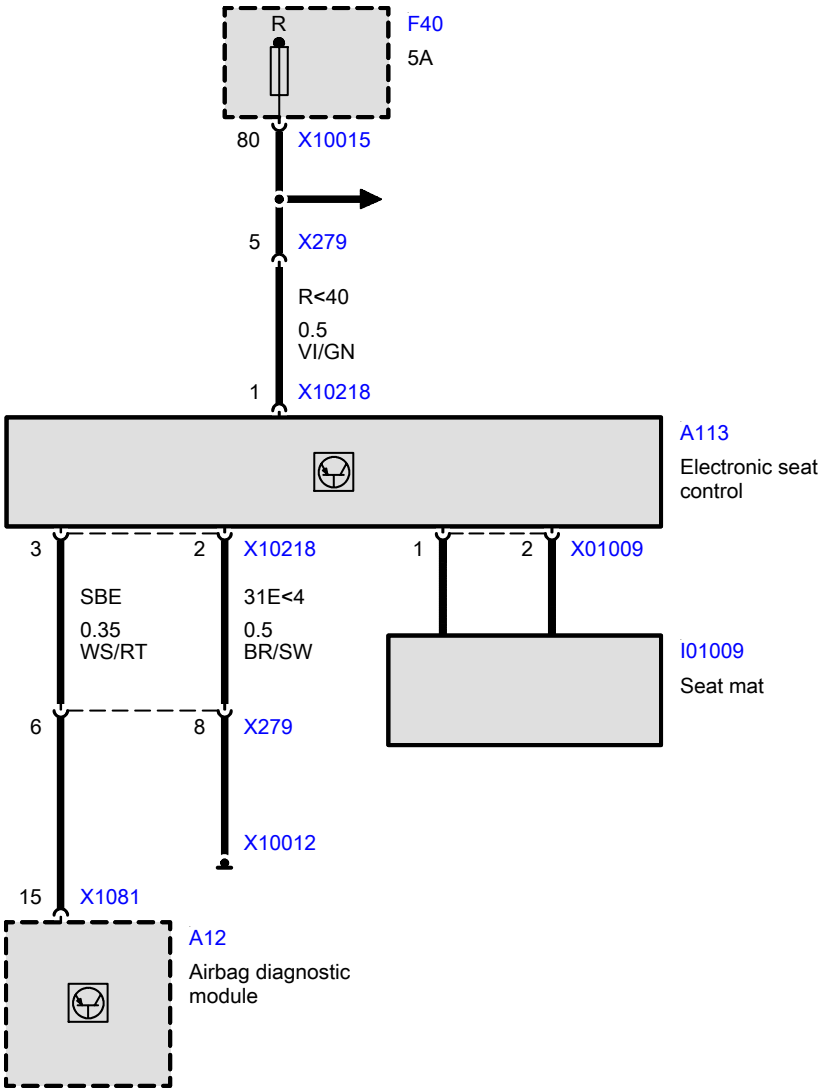 R
F40
5A
80 X10015
5 X279
R<40
0.5
VI/GN
1 X10218
A113
Electronic seat
control
3 2 X10218 1 2 X01009
SBE 31E<4
0.35 0.5
WS/RT BR/SW
I01009
Seat mat
6 8 X279
X10012
15 X1081
A12
Airbag diagnostic
module